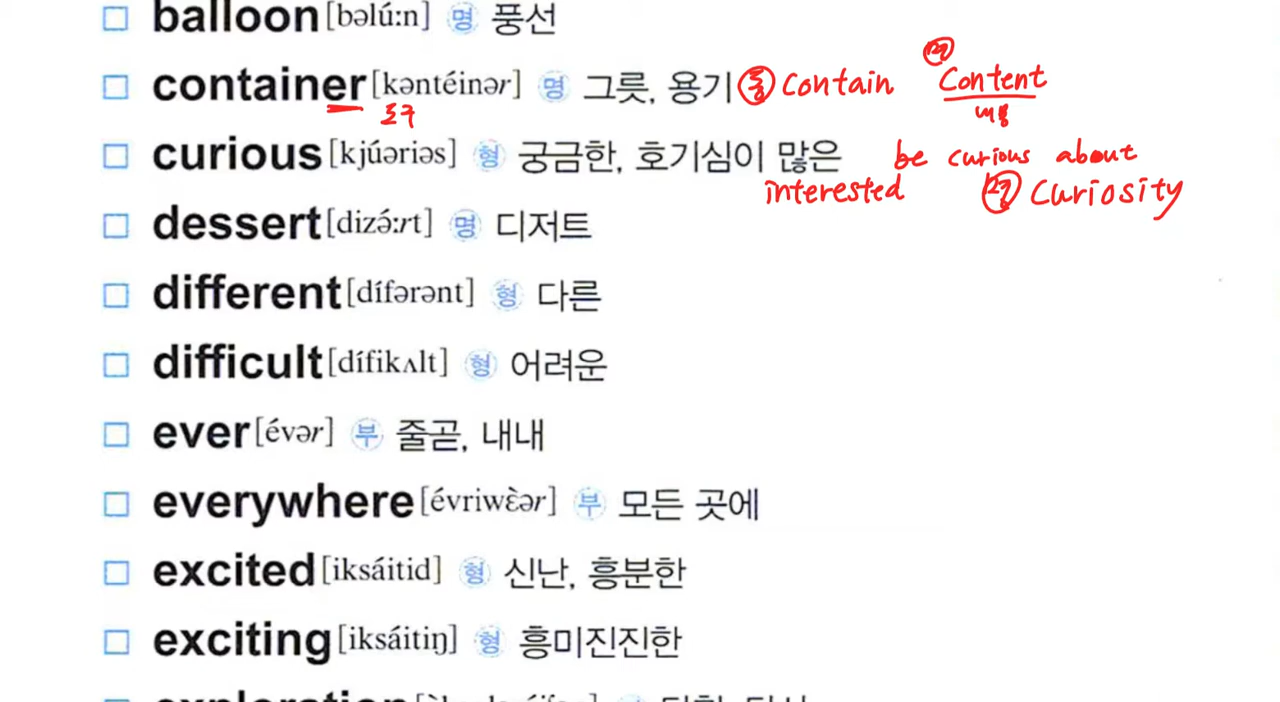 balloon [bəlúːn] 명 풍선
container [kəntéinər] 명 그릇, 용기 동 contain 명 content
도구 내용
curious [kjúəriəs] 형 궁금한, 호기심이 많은 be curious about
interested 명 curiosity
dessert [dizə́ːrt] 명 디저트
different [dífərənt] 형 다른
difficult [dífikʌlt] 형 어려운
ever [évər] 부 줄곧, 내내
everywhere [évriwɛ̀ər] 부 모든 곳에
excited [iksáitid] 형 신난, 흥분한
exciting [iksáitiŋ] 형 흥미진진한
exploration